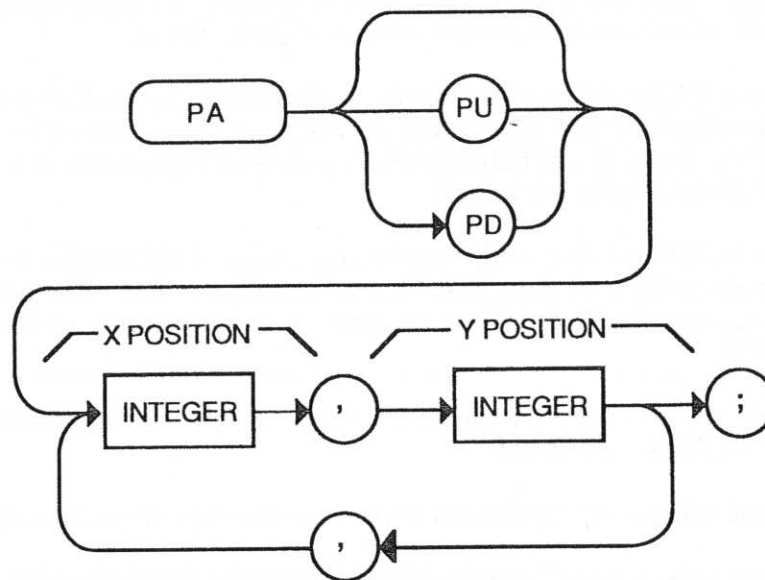 PA
PU
PD
X POSITION
Y POSITION
INTEGER
,
INTEGER
;
,